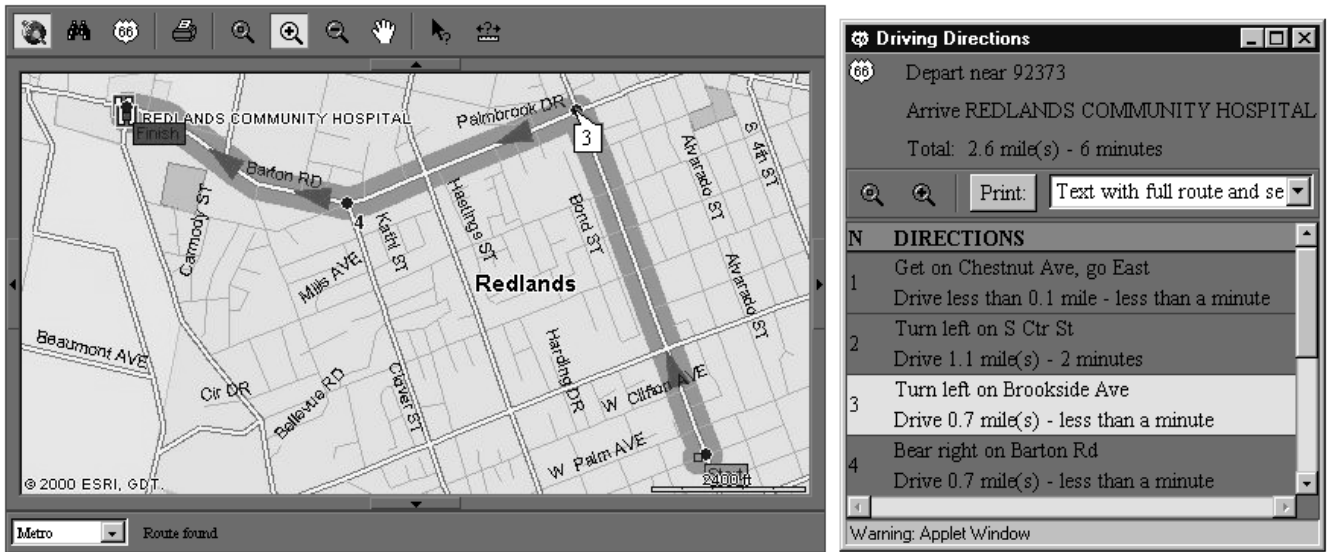 66
REDLANDS COMMUNITY HOSPITAL
Finish
Palmbrook DR
3
Barton RD
4
Carmody ST
Kathl ST
Hastings ST
Bond ST
Alvarado ST
S 4th ST
Mills AVE
Redlands
Alvarado ST
Beaumont AVE
Cir DR
Bellevue RD
Clover ST
Harding DR
W Clifton AVE
W Palm AVE
Start
2400 ft
© 2000 ESRI, GDT.
Metro
Route found
Driving Directions
66
Depart near 92373
Arrive REDLANDS COMMUNITY HOSPITAL
Total: 2.6 mile(s) - 6 minutes
Print:
Text with full route and se
N DIRECTIONS
1
Get on Chestnut Ave, go East
Drive less than 0.1 mile - less than a minute
2
Turn left on S Ctr St
Drive 1.1 mile(s) - 2 minutes
3
Turn left on Brookside Ave
Drive 0.7 mile(s) - less than a minute
4
Bear right on Barton Rd
Drive 0.7 mile(s) - less than a minute
Warning: Applet Window